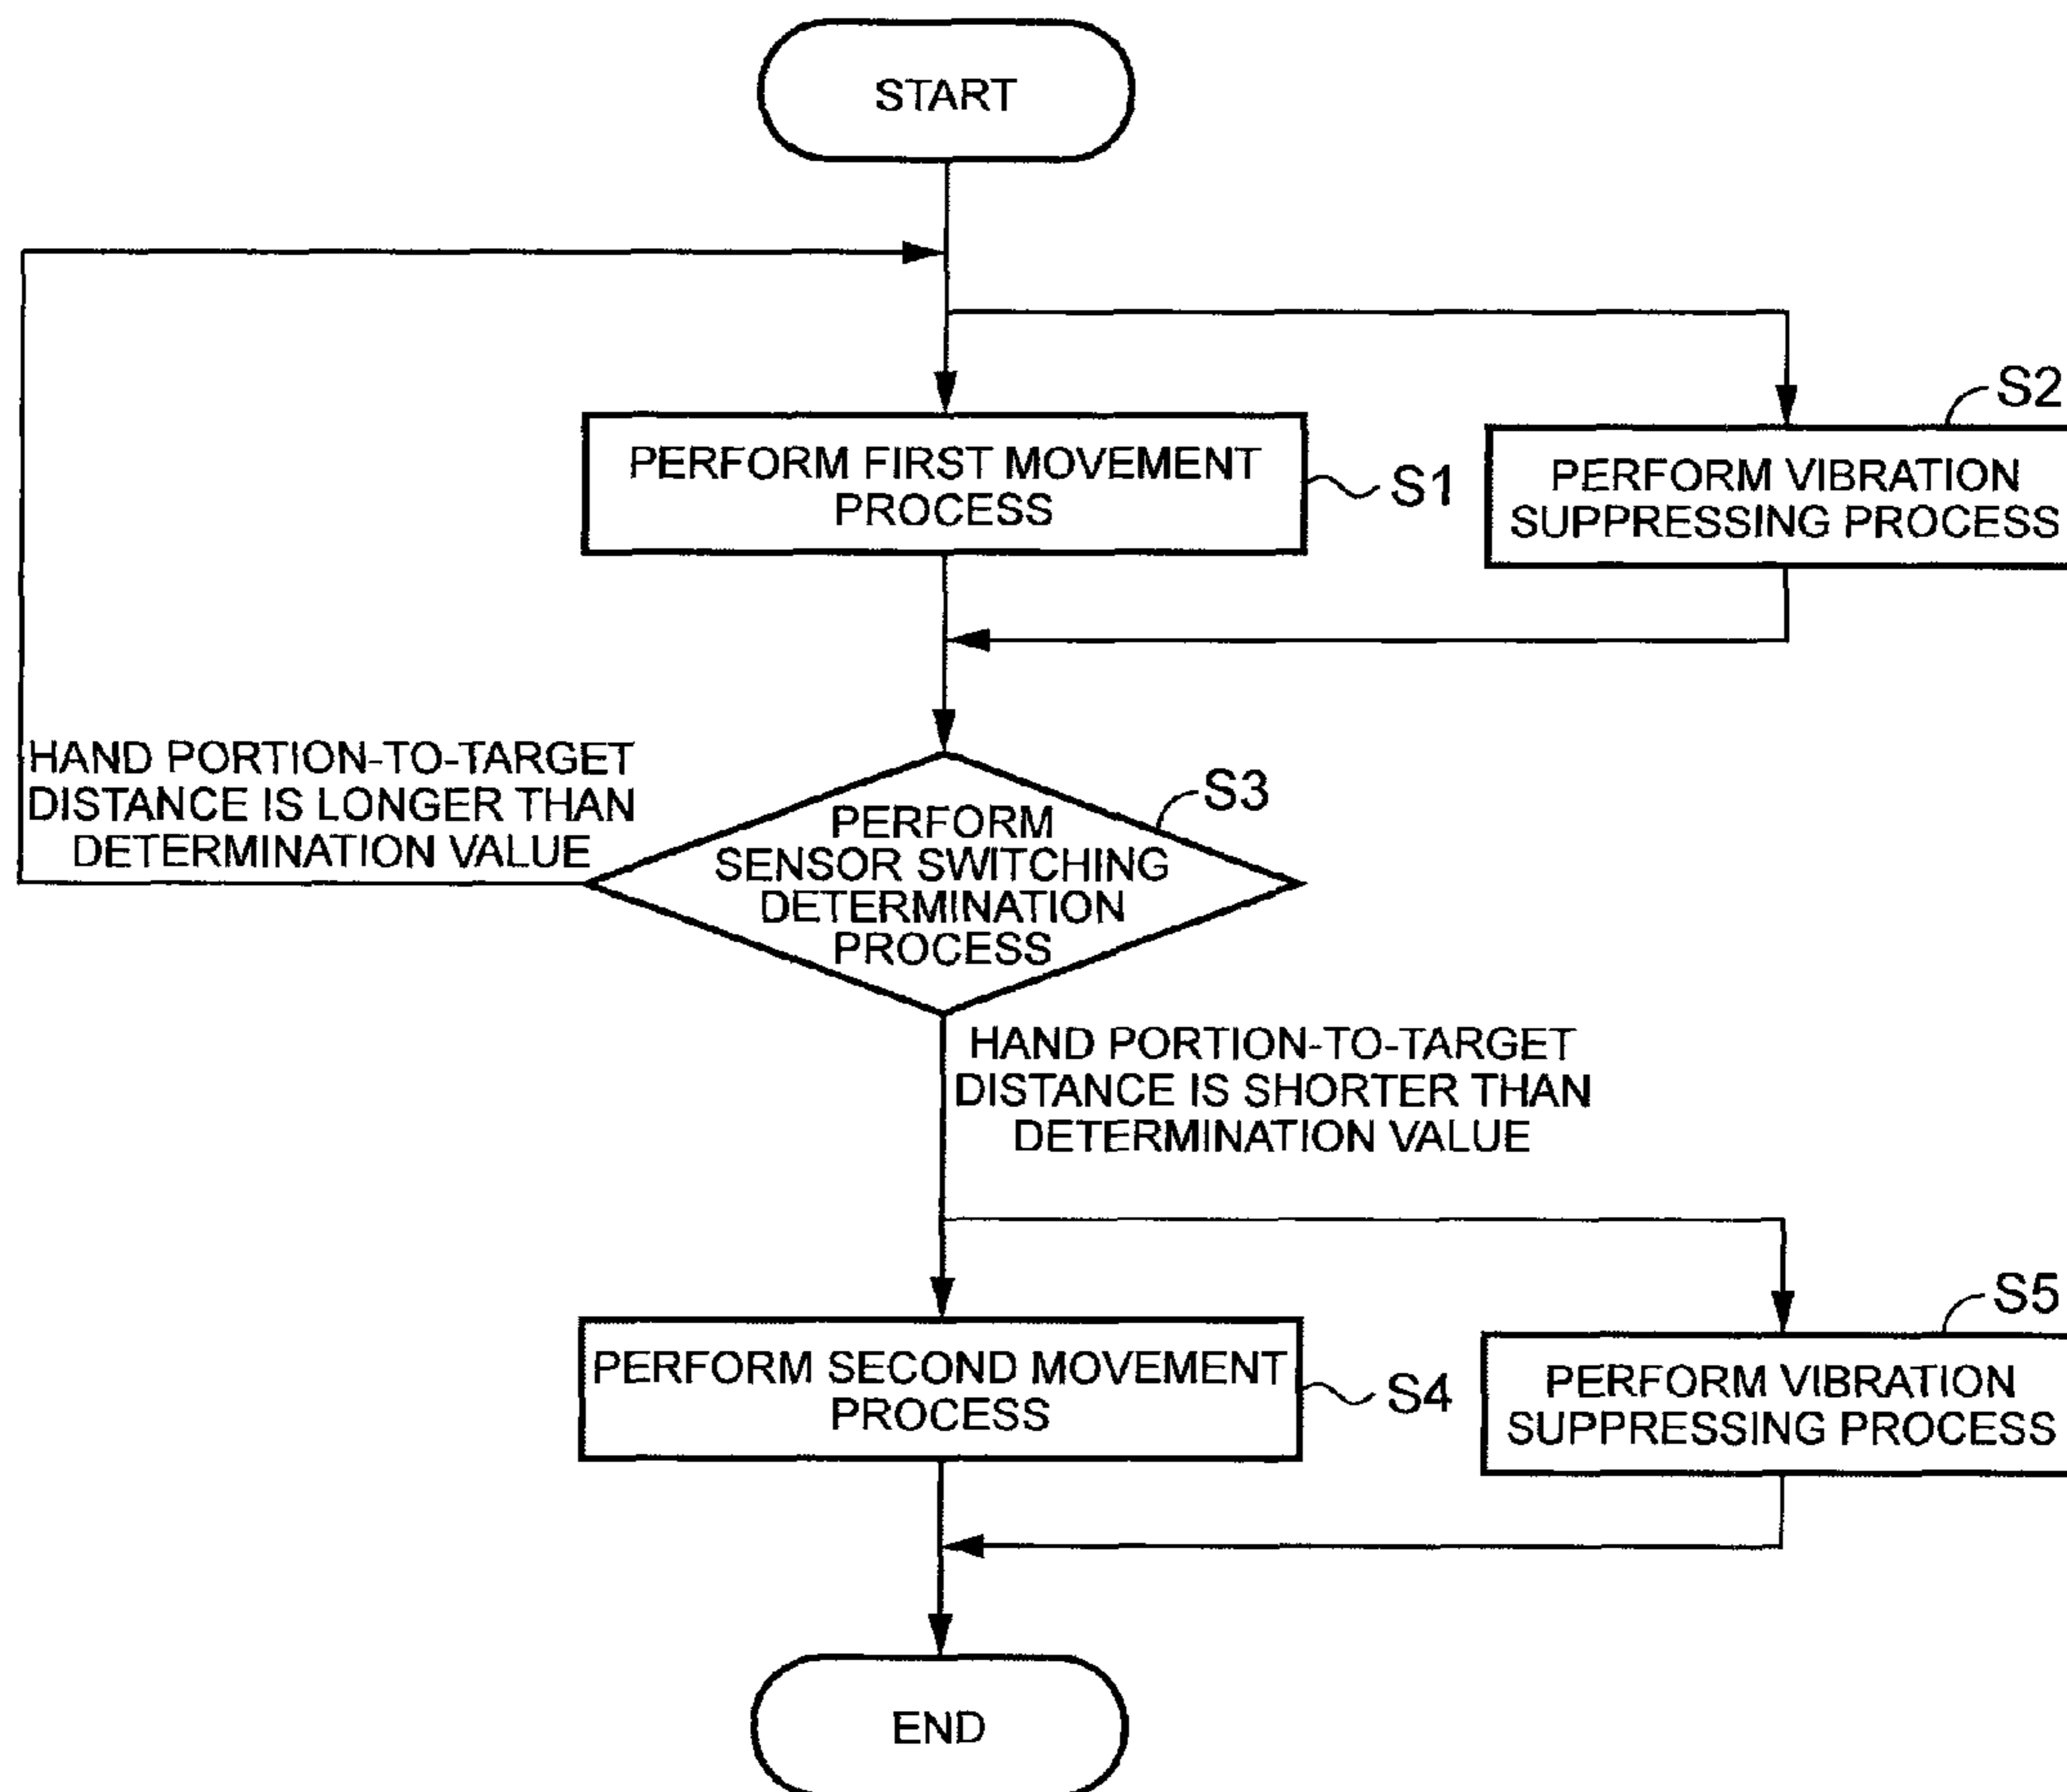 START
PERFORM FIRST MOVEMENT
PROCESS
S1
S2
PERFORM VIBRATION
SUPPRESSING PROCESS
HAND PORTION-TO-TARGET
DISTANCE IS LONGER THAN
DETERMINATION VALUE
S3
PERFORM
SENSOR SWITCHING
DETERMINATION
PROCESS
HAND PORTION-TO-TARGET
DISTANCE IS SHORTER THAN
DETERMINATION VALUE
PERFORM SECOND MOVEMENT
PROCESS
S4
S5
PERFORM VIBRATION
SUPPRESSING PROCESS
END